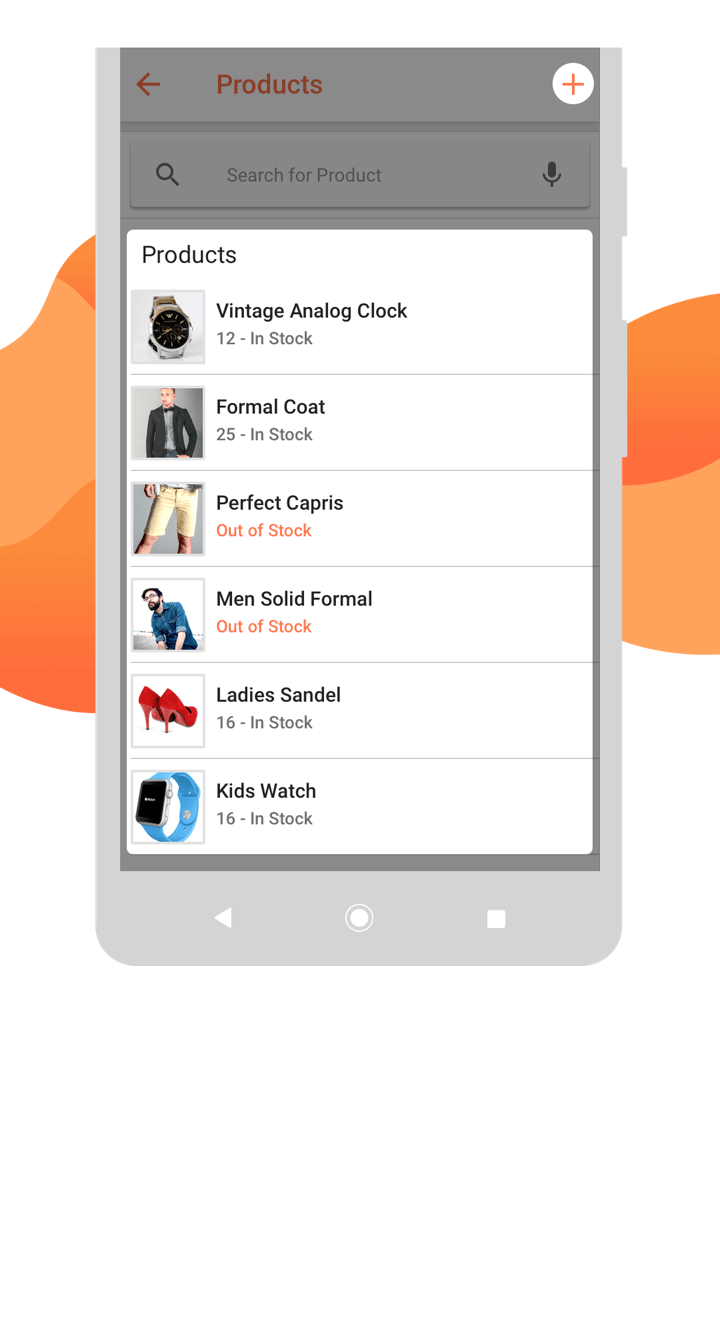 Products
Search for Product
Products
Vintage Analog Clock
12 - In Stock
Formal Coat
25 - In Stock
Perfect Capris
Out of Stock
Men Solid Formal
Out of Stock
Ladies Sandel
16 - In Stock
Kids Watch
16 - In Stock